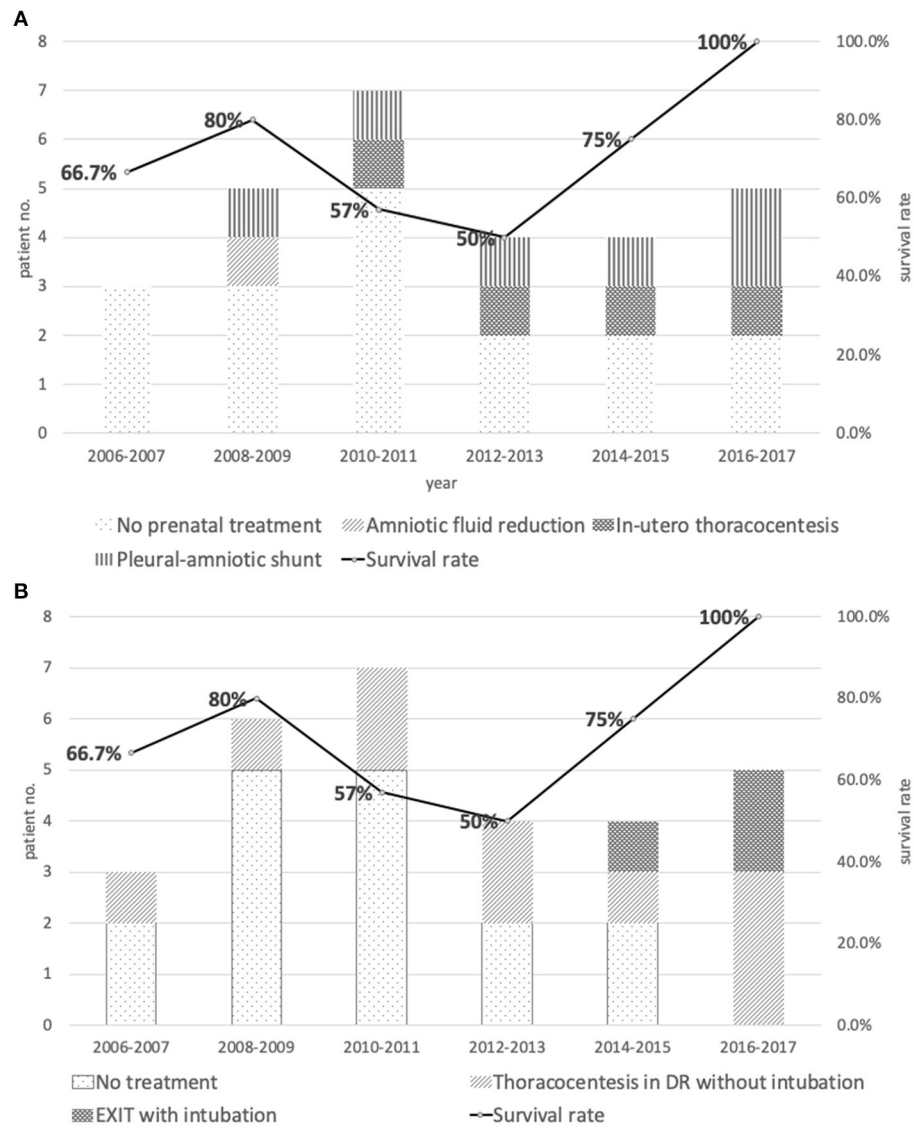 A
8 100.0%
100%
7
80% 80.0%
6 75%
66.7%
5 60.0%
57%
4 50%
patient no. survival rate
40.0%
3
2 20.0%
1
0 0.0%
2006-2007 2008-2009 2010-2011 2012-2013 2014-2015 2016-2017
year
No prenatal treatment Amniotic fluid reduction In-utero thoracocentesis
Pleural-amniotic shunt Survival rate
B
8 100.0%
100%
7
80% 80.0%
6 75%
66.7%
5 60.0%
57%
4 50%
patient no. survival rate
40.0%
3
2 20.0%
1
0 0.0%
2006-2007 2008-2009 2010-2011 2012-2013 2014-2015 2016-2017
No treatment Thoracocentesis in DR without intubation
EXIT with intubation Survival rate